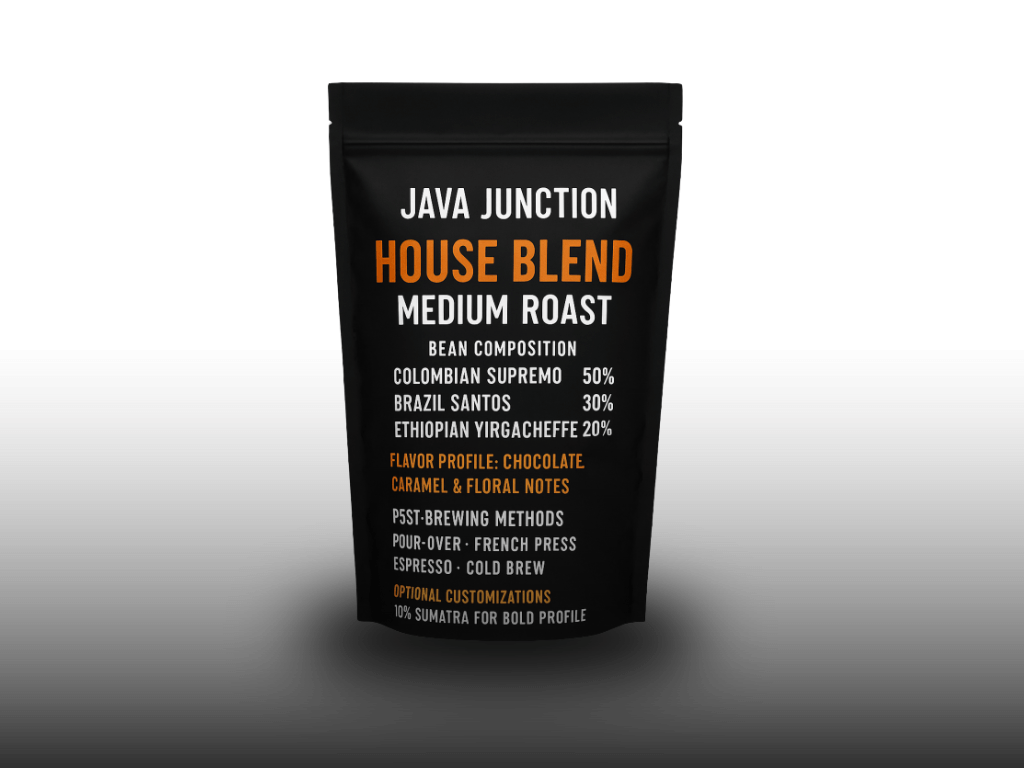 JAVA JUNCTION
HOUSE BLEND
MEDIUM ROAST
BEAN COMPOSITION
COLOMBIAN SUPREMO 50%
BRAZIL SANTOS 30%
ETHIOPIAN YIRGACHEFFE 20%
FLAVOR PROFILE: CHOCOLATE
CARAMEL & FLORAL NOTES
P5ST-BREWING METHODS
POUR-OVER · FRENCH PRESS
ESPRESSO · COLD BREW
OPTIONAL CUSTOMIZATIONS
10% SUMATRA FOR BOLD PROFILE